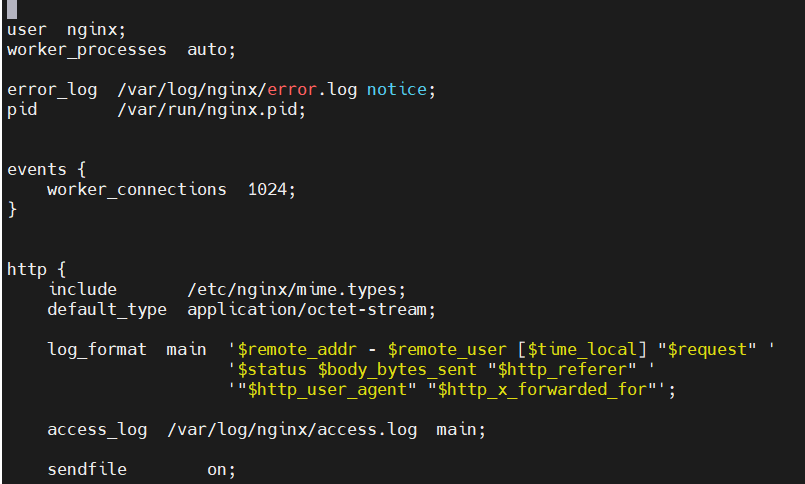 user  nginx;
worker_processes  auto;
error_log  /var/log/nginx/error.log notice;
pid        /var/run/nginx.pid;
events {
    worker_connections  1024;
}
http {
    include       /etc/nginx/mime.types;
    default_type  application/octet-stream;
    log_format  main  '$remote_addr - $remote_user [$time_local] "$request" '
                      '$status $body_bytes_sent "$http_referer" '
                      '"$http_user_agent" "$http_x_forwarded_for"';
    access_log  /var/log/nginx/access.log  main;
    sendfile        on;